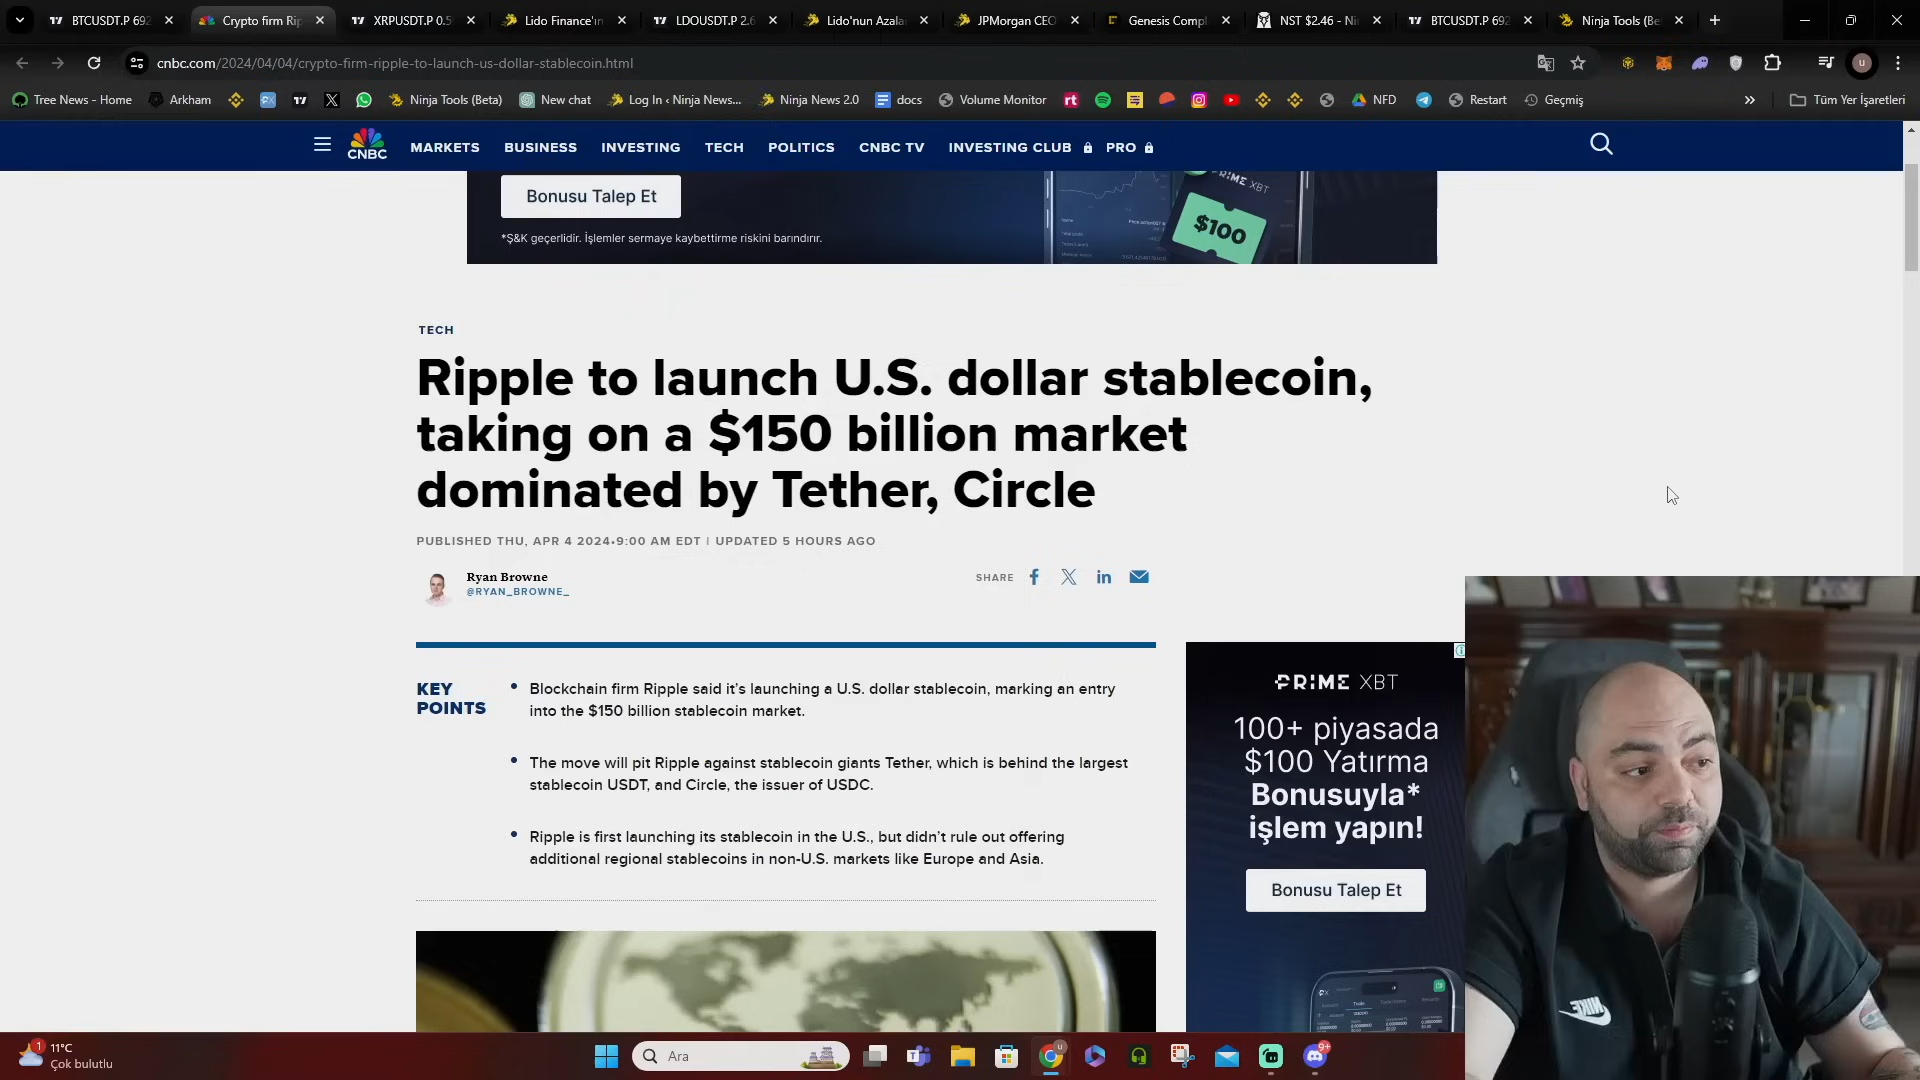 BTCUSDT.P 692
Crypto firm Rip
XRPUSDT.P 0.5
Lido Finance'ın
LDOUSDT.P 2.6
Lido'nun Azala
JPMorgan CEO
Genesis Compl
NST $2.46 - Ni
BTCUSDT.P 692
Ninja Tools (Be
cnbc.com/2024/04/04/crypto-firm-ripple-to-launch-us-dollar-stablecoin.html
Tree News - Home
Arkham
Ninja Tools (Beta)
New chat
Log In ‹ Ninja News...
Ninja News 2.0
docs
Volume Monitor
NFD
Restart
Geçmiş
Tüm Yer İşaretleri
CNBC
MARKETS
BUSINESS
INVESTING
TECH
POLITICS
CNBC TV
INVESTING CLUB
PRO
Bonusu Talep Et
*Ş&K geçerlidir. İşlemler sermaye kaybettirme riskini barındırır.
PRIME XBT
$100
TECH
Ripple to launch U.S. dollar stablecoin,
taking on a $150 billion market
dominated by Tether, Circle
PUBLISHED THU, APR 4 2024•9:00 AM EDT | UPDATED 5 HOURS AGO
Ryan Browne
@RYAN_BROWNE_
SHARE
KEY
POINTS
Blockchain firm Ripple said it's launching a U.S. dollar stablecoin, marking an entry
into the $150 billion stablecoin market.
The move will pit Ripple against stablecoin giants Tether, which is behind the largest
stablecoin USDT, and Circle, the issuer of USDC.
Ripple is first launching its stablecoin in the U.S., but didn't rule out offering
additional regional stablecoins in non-U.S. markets like Europe and Asia.
PRIME XBT
100+ piyasada
$100 Yatırma
Bonusuyla*
işlem yapın!
Bonusu Talep Et
NIKE
1
11°C
Çok bulutlu
Ara
9+